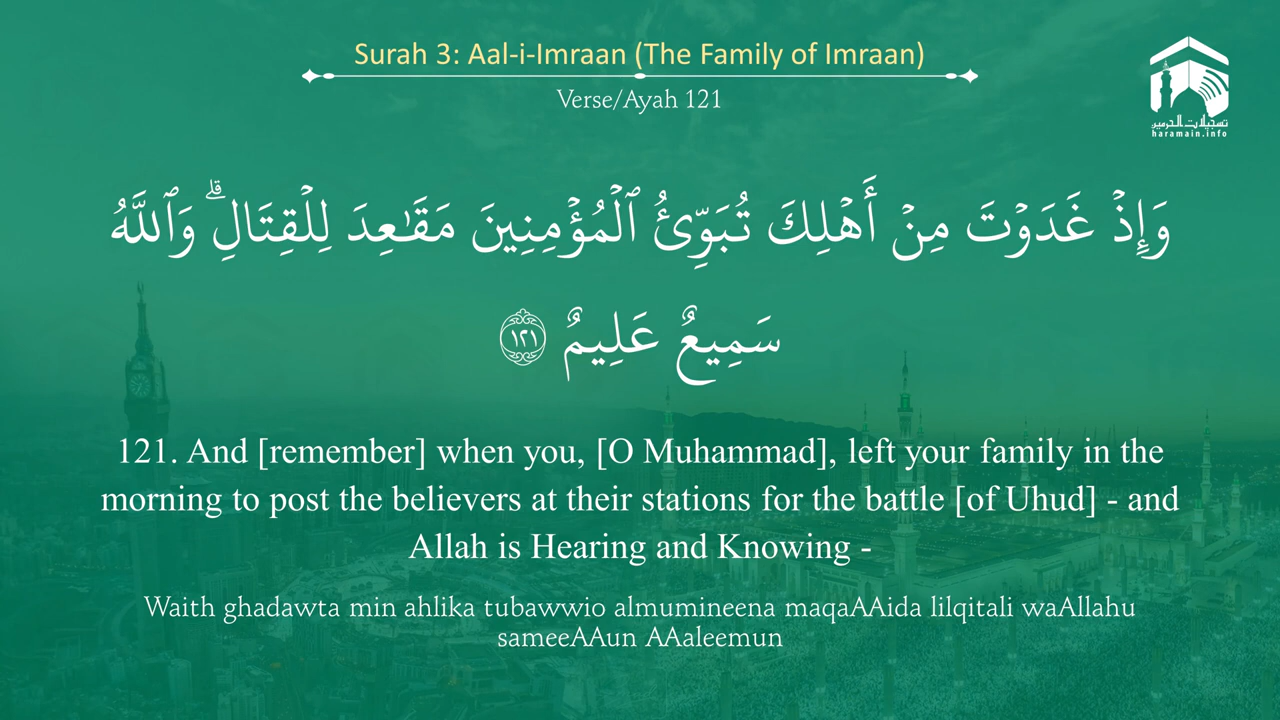 Surah 3: Aal-i-Imraan (The Family of Imraan)
Verse/Ayah 121
تسجيلات الحرمين
haramain.info
وَإِذْ غَدَوْتَ مِنْ أَهْلِكَ تُبَوِّئُ ٱلْمُؤْمِنِينَ مَقَـٰعِدَ لِلْقِتَالِ ۗ وَٱللَّهُ
سَمِيعٌ عَلِيمٌ ١٢١
121. And [remember] when you, [O Muhammad], left your family in the
morning to post the believers at their stations for the battle [of Uhud] - and
Allah is Hearing and Knowing -
Waith ghadawta min ahlika tubawwio almumineena maqaAAida lilqitali waAllahu
sameeAAun AAaleemun